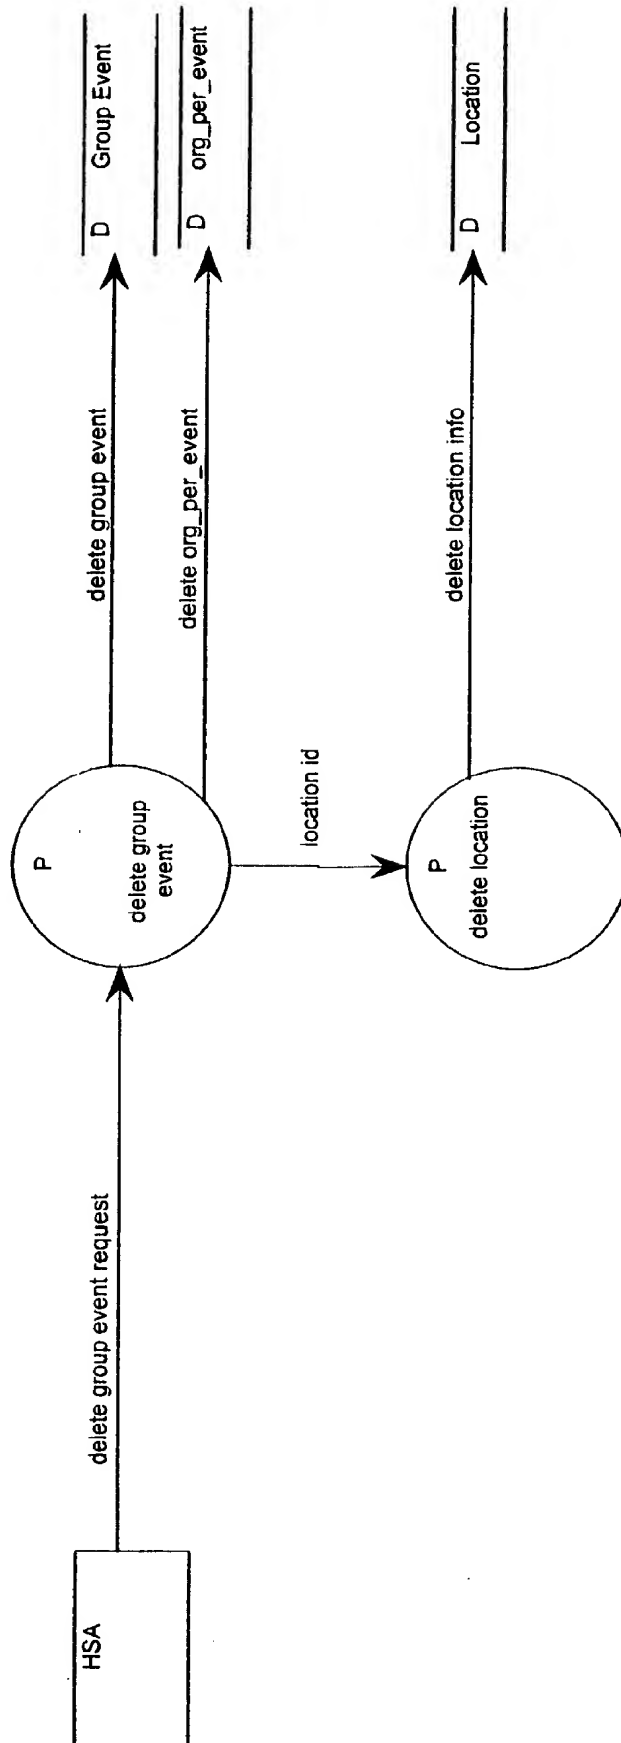 HSA
delete group event request
P
delete group
event
delete group event
D Group Event
delete org_per_event
D org_per_event
location id
P
delete location
delete location info
D Location